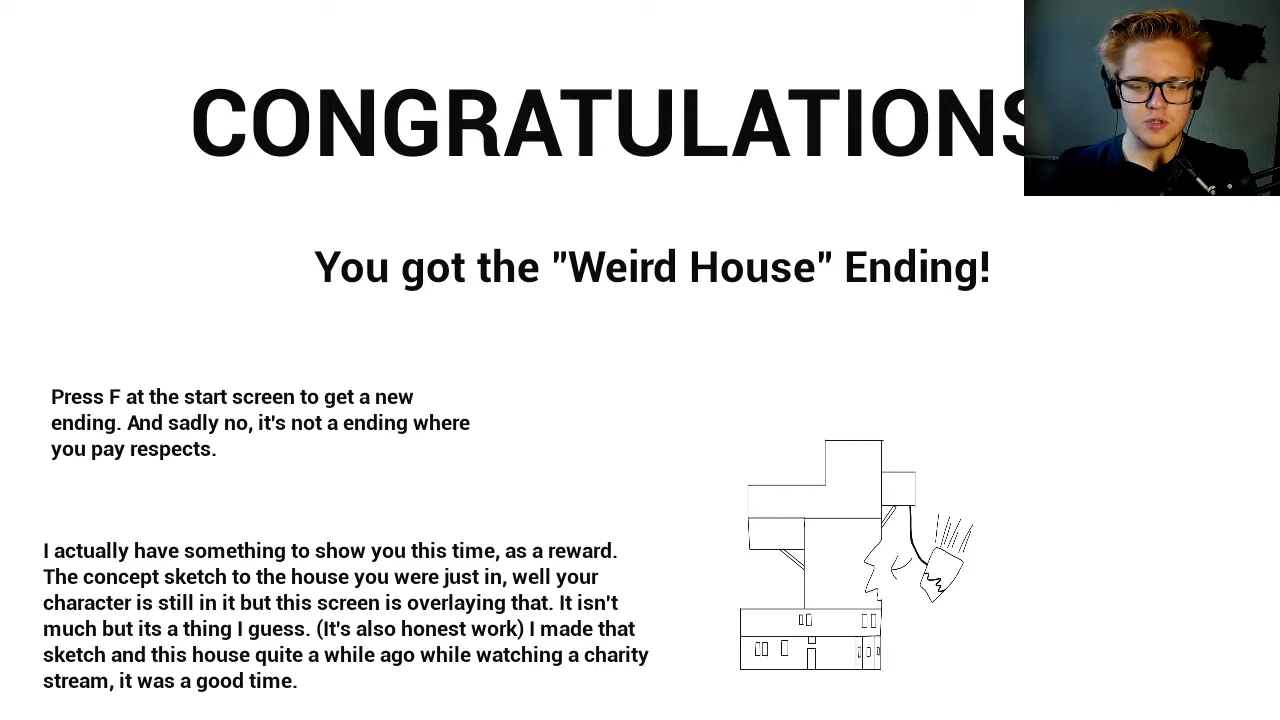 CONGRATULATIONS
You got the "Weird House" Ending!
Press F at the start screen to get a new
ending. And sadly no, it's not a ending where
you pay respects.
I actually have something to show you this time, as a reward.
The concept sketch to the house you were just in, well your
character is still in it but this screen is overlaying that. It isn't
much but its a thing I guess. (It's also honest work) I made that
sketch and this house quite a while ago while watching a charity
stream, it was a good time.